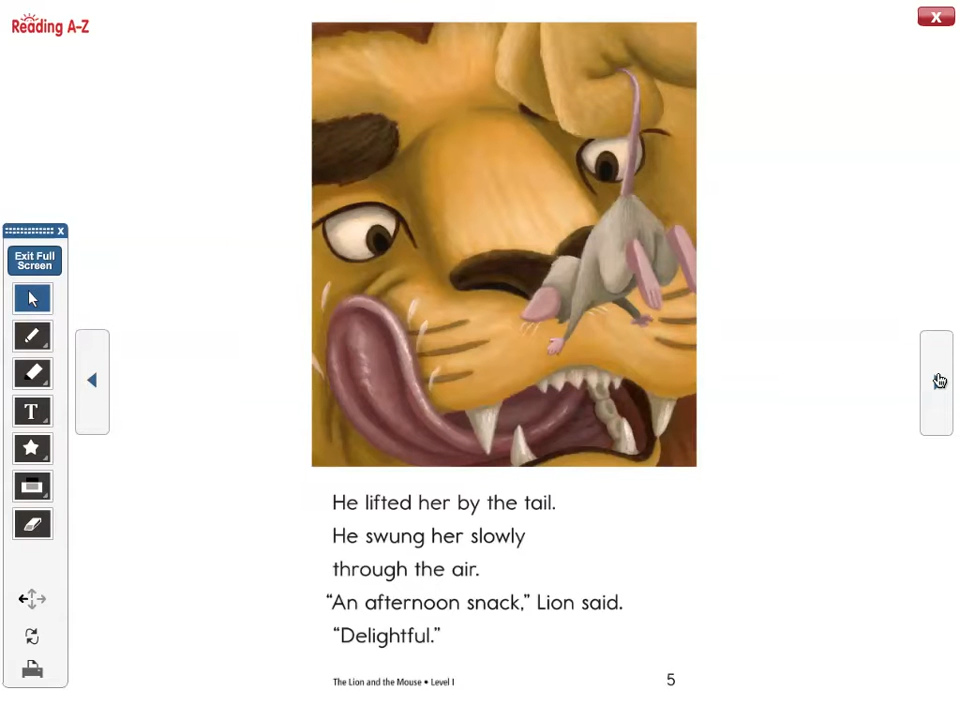 Reading A-Z
X
x
Exit Full
Screen
T
He lifted her by the tail.
He swung her slowly
through the air.
“An afternoon snack,” Lion said.
“Delightful.”
The Lion and the Mouse • Level I
5